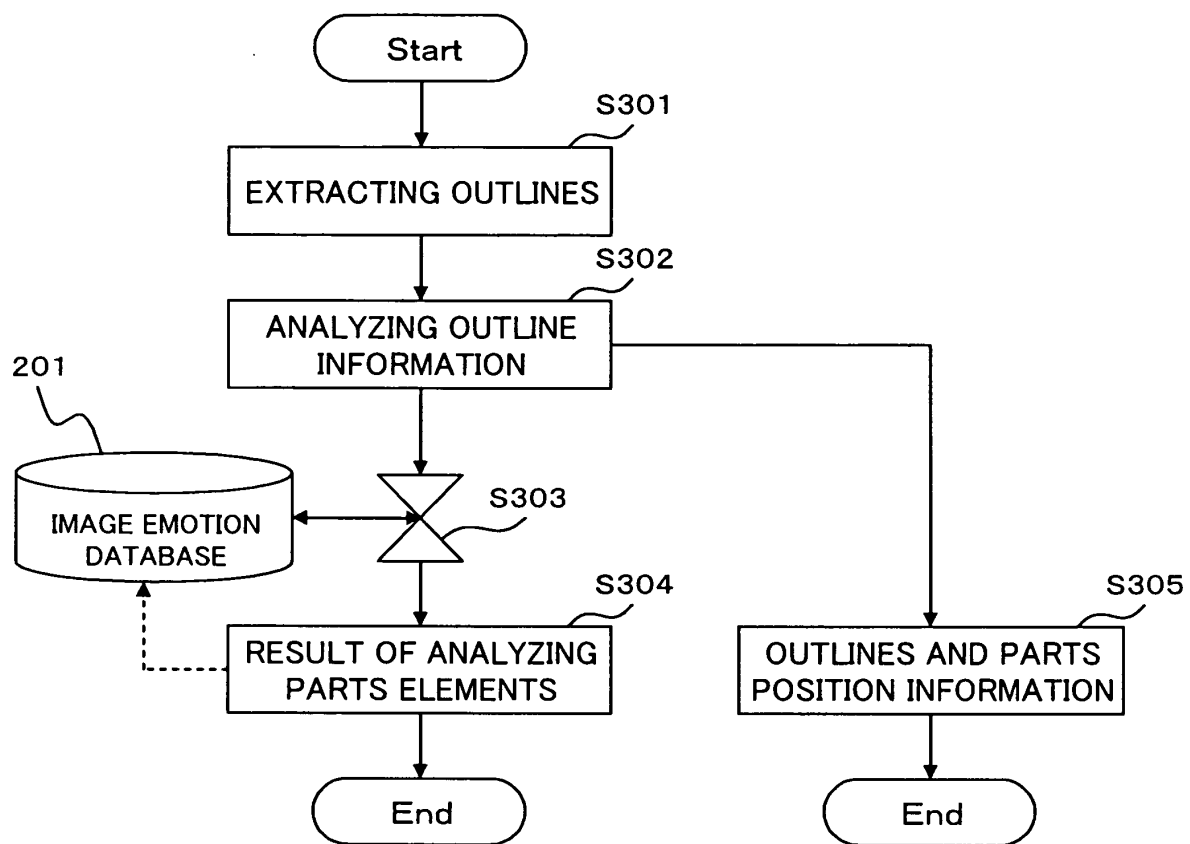 Start
S301
EXTRACTING OUTLINES
S302
ANALYZING OUTLINE
INFORMATION
201
IMAGE EMOTION
DATABASE
S303
S304
RESULT OF ANALYZING
PARTS ELEMENTS
S305
OUTLINES AND PARTS
POSITION INFORMATION
End
End